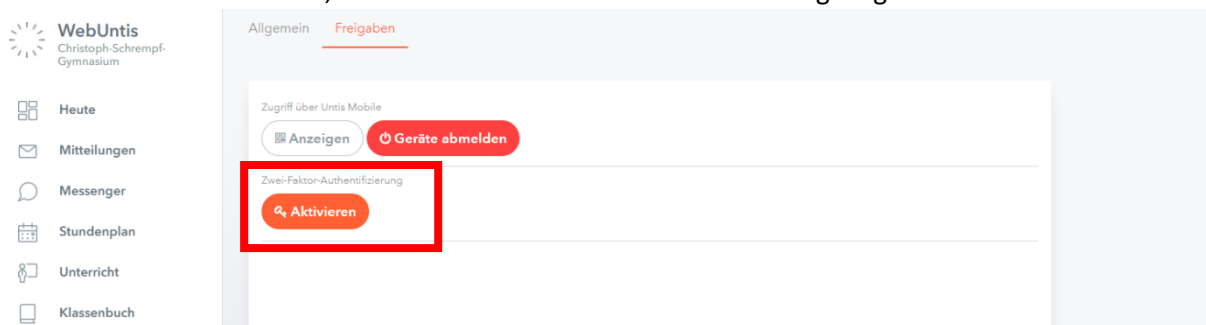 WebUntis
Christoph-Schrempf-
Gymnasium
Heute
Mitteilungen
Messenger
Stundenplan
Unterricht
Klassenbuch
Allgemein Freigaben
Zugriff über Untis Mobile
Anzeigen Geräte abmelden
Zwei-Faktor-Authentifizierung
Aktivieren